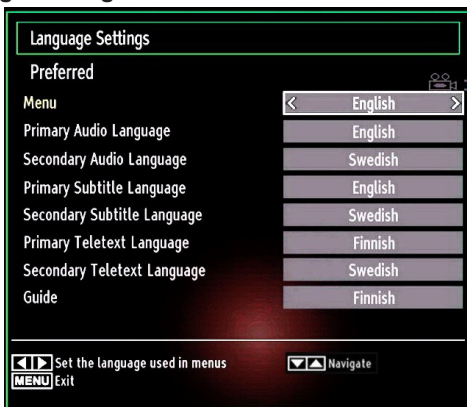 Language Settings
Preferred
Menu < English >
Primary Audio Language English
Secondary Audio Language Swedish
Primary Subtitle Language English
Secondary Subtitle Language Swedish
Primary Teletext Language Finnish
Secondary Teletext Language Swedish
Guide Finnish
Set the language used in menus Navigate
MENU Exit